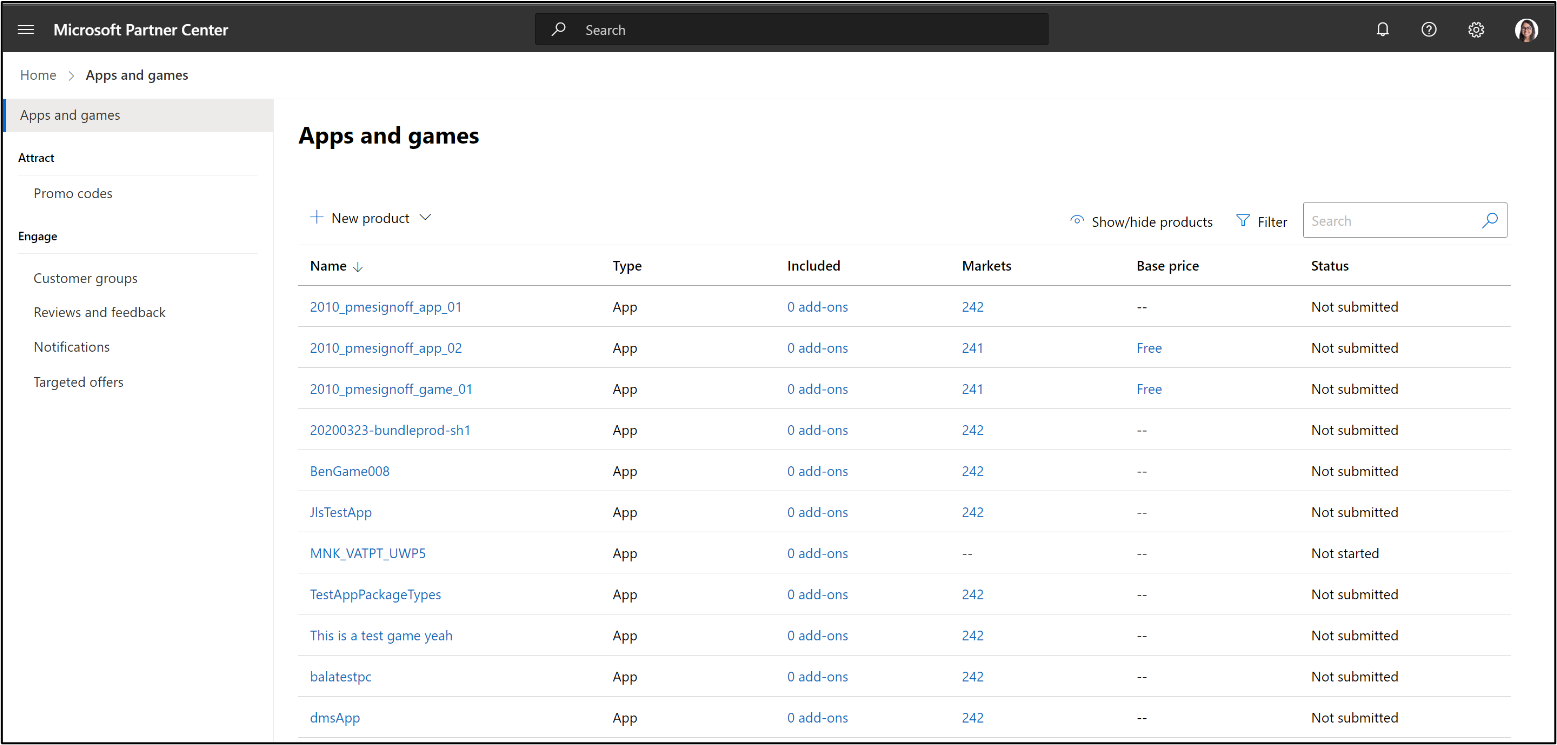 Microsoft Partner Center
Search
Home > Apps and games
Apps and games
Attract
Promo codes
Engage
Customer groups
Reviews and feedback
Notifications
Targeted offers
Apps and games
New product
Show/hide products
Filter
Search
Name Type Included Markets Base price Status
2010_pmesignoff_app_01 App 0 add-ons 242 -- Not submitted
2010_pmesignoff_app_02 App 0 add-ons 241 Free Not submitted
2010_pmesignoff_game_01 App 0 add-ons 241 Free Not submitted
20200323-bundleprod-sh1 App 0 add-ons 242 -- Not submitted
BenGame008 App 0 add-ons 242 -- Not submitted
JlsTestApp App 0 add-ons 242 -- Not submitted
MNK_VATPT_UWP5 App 0 add-ons -- -- Not started
TestAppPackageTypes App 0 add-ons 242 -- Not submitted
This is a test game yeah App 0 add-ons 242 -- Not submitted
balatestpc App 0 add-ons 242 -- Not submitted
dmsApp App 0 add-ons 242 -- Not submitted